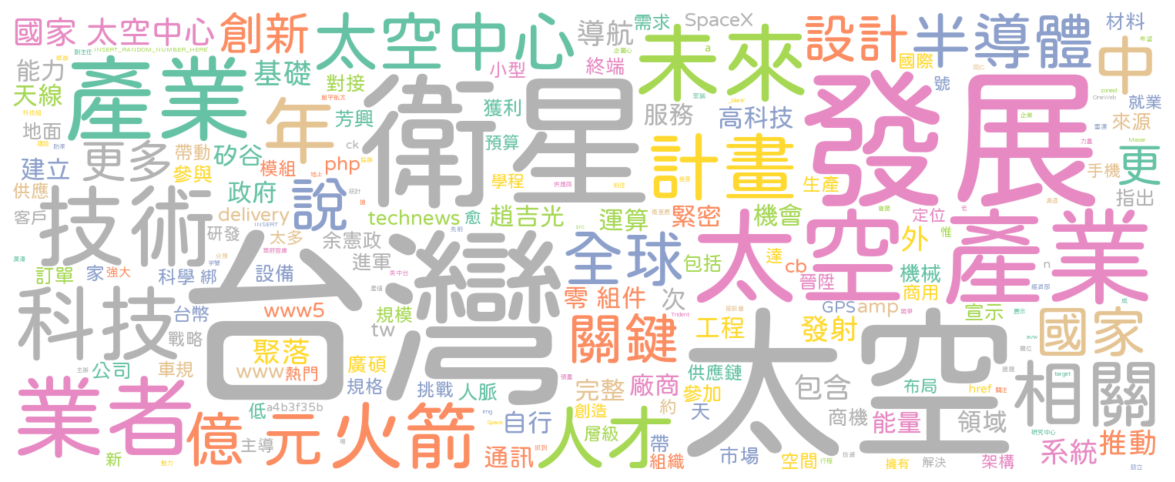 國家 太空中心
創新
太空中心
導航
需求
SpaceX
未來
設計
半導體
材料
INSERT_RANDOM_NUMBER_HERE
能力
產業
基礎
對接
小型
終端
國際
中
天線
年
芳興
獲利
衛星
服務
高科技
號
發展
就業
地面
更多
帶動
矽谷
ck
預算
計畫
來源
建立
參與
模組
php
學程
生產
手機
更
供應
政府
說
technews
愈
趙吉光
運算
緊密
機會
定位
指出
技術
客戶
delivery
研發
太多
余憲政
進軍
全球
包括
太空產業
外
惟
訂單
家
強大
科學
綁
設備
台灣
零 組件
次
達
cb
晉陞
機械
商用
n
科技
台幣
www5
規模
tw
關鍵
工程
GPS
amp
發射
宣示
國家
戰略
聚落
www
熱門
車規
公司
廣碩
規格
挑戰
人脈
完整
廠商
供應鏈
參加
太空
包含
布局
href
相關
業者
億 元
低
a4b3f35b
火箭
自行
人才
創造
層級
約
天
商機
能量
領域
新
主導
通訊
帶
組織
市場
空間
擁有
解決
架構
系統
推動